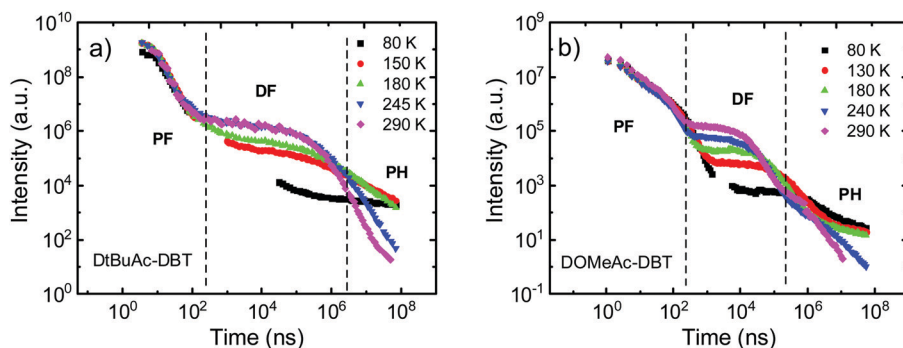 a)
Intensity (a.u.)
10^10
10^8
10^6
10^4
10^2
10^0
PF
DF
PH
80 K
150 K
180 K
245 K
290 K
DtBuAc-DBT
10^0 10^2 10^4 10^6 10^8
Time (ns)
b)
Intensity (a.u.)
10^9
10^7
10^5
10^3
10^1
10^-1
PF
DF
PH
80 K
130 K
180 K
240 K
290 K
DOMeAc-DBT
10^0 10^2 10^4 10^6 10^8
Time (ns)